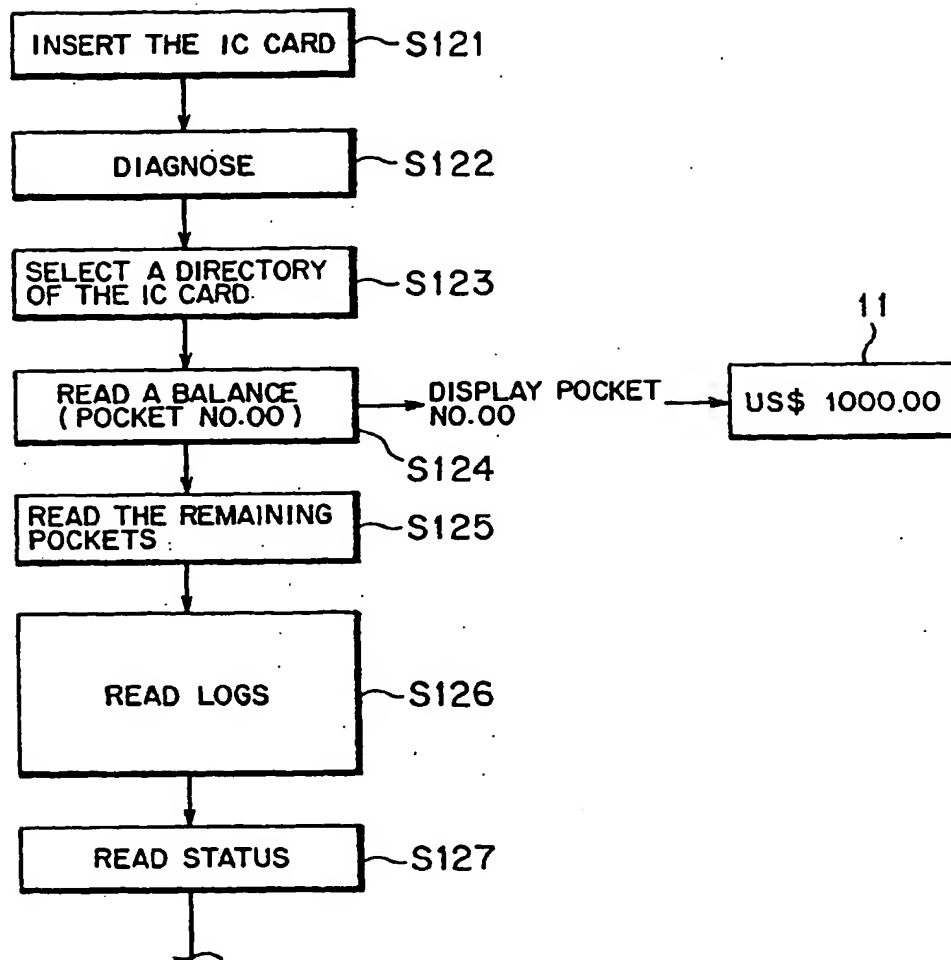 INSERT THE IC CARD
S121
DIAGNOSE
S122
SELECT A DIRECTORY
OF THE IC CARD
S123
11
READ A BALANCE
(POCKET NO.00)
DISPLAY POCKET
NO.00
US$ 1000.00
S124
READ THE REMAINING
POCKETS
S125
READ LOGS
S126
READ STATUS
S127